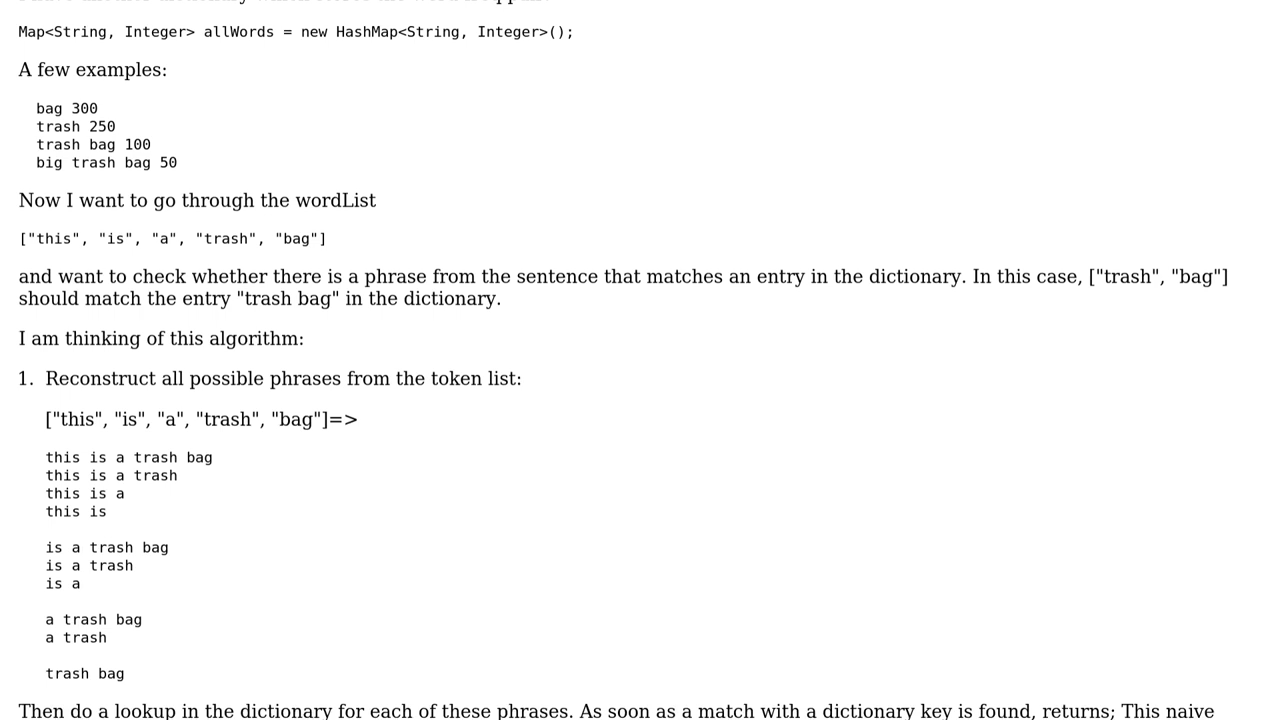 Map<String, Integer> allWords = new HashMap<String, Integer>();
A few examples:
bag 300
trash 250
trash bag 100
big trash bag 50
Now I want to go through the wordList
["this", "is", "a", "trash", "bag"]
and want to check whether there is a phrase from the sentence that matches an entry in the dictionary. In this case, ["trash", "bag"]
should match the entry "trash bag" in the dictionary.
I am thinking of this algorithm:
1. Reconstruct all possible phrases from the token list:
["this", "is", "a", "trash", "bag"]=>
this is a trash bag
this is a trash
this is a
this is
is a trash bag
is a trash
is a
a trash bag
a trash
trash bag
Then do a lookup in the dictionary for each of these phrases. As soon as a match with a dictionary key is found, returns; This naive